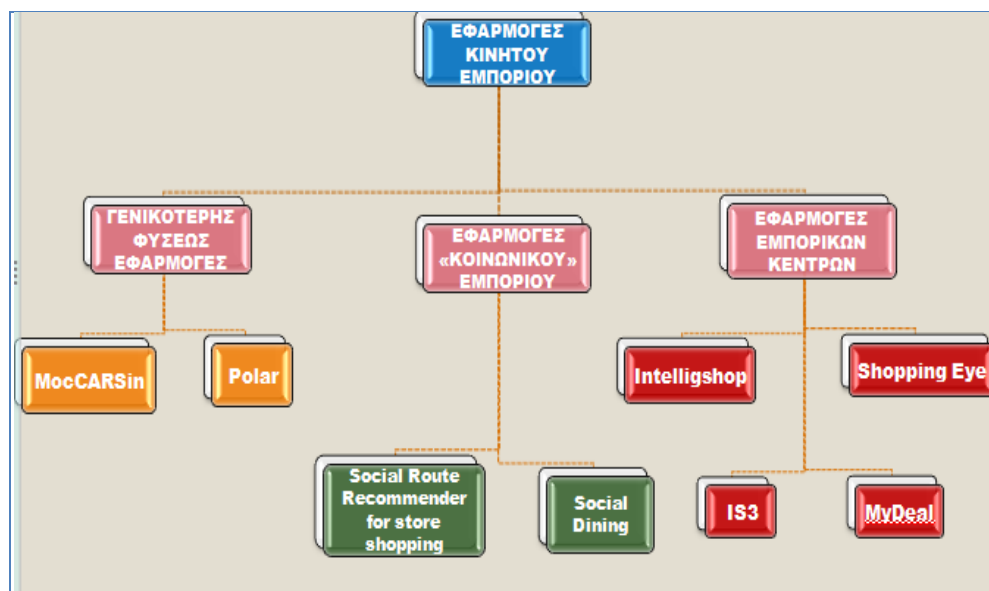 ΕΦΑΡΜΟΓΕΣ
ΚΙΝΗΤΟΥ
ΕΜΠΟΡΙΟΥ
ΓΕΝΙΚΟΤΕΡΗΣ
ΦΥΣΕΩΣ
ΕΦΑΡΜΟΓΕΣ
ΕΦΑΡΜΟΓΕΣ
«ΚΟΙΝΩΝΙΚΟΥ»
ΕΜΠΟΡΙΟΥ
ΕΦΑΡΜΟΓΕΣ
ΕΜΠΟΡΙΚΩΝ
ΚΕΝΤΡΩΝ
MocCARSin
Polar
Intelligshop
Shopping Eye
Social Route
Recommender
for store
shopping
Social
Dining
IS3
MyDeal